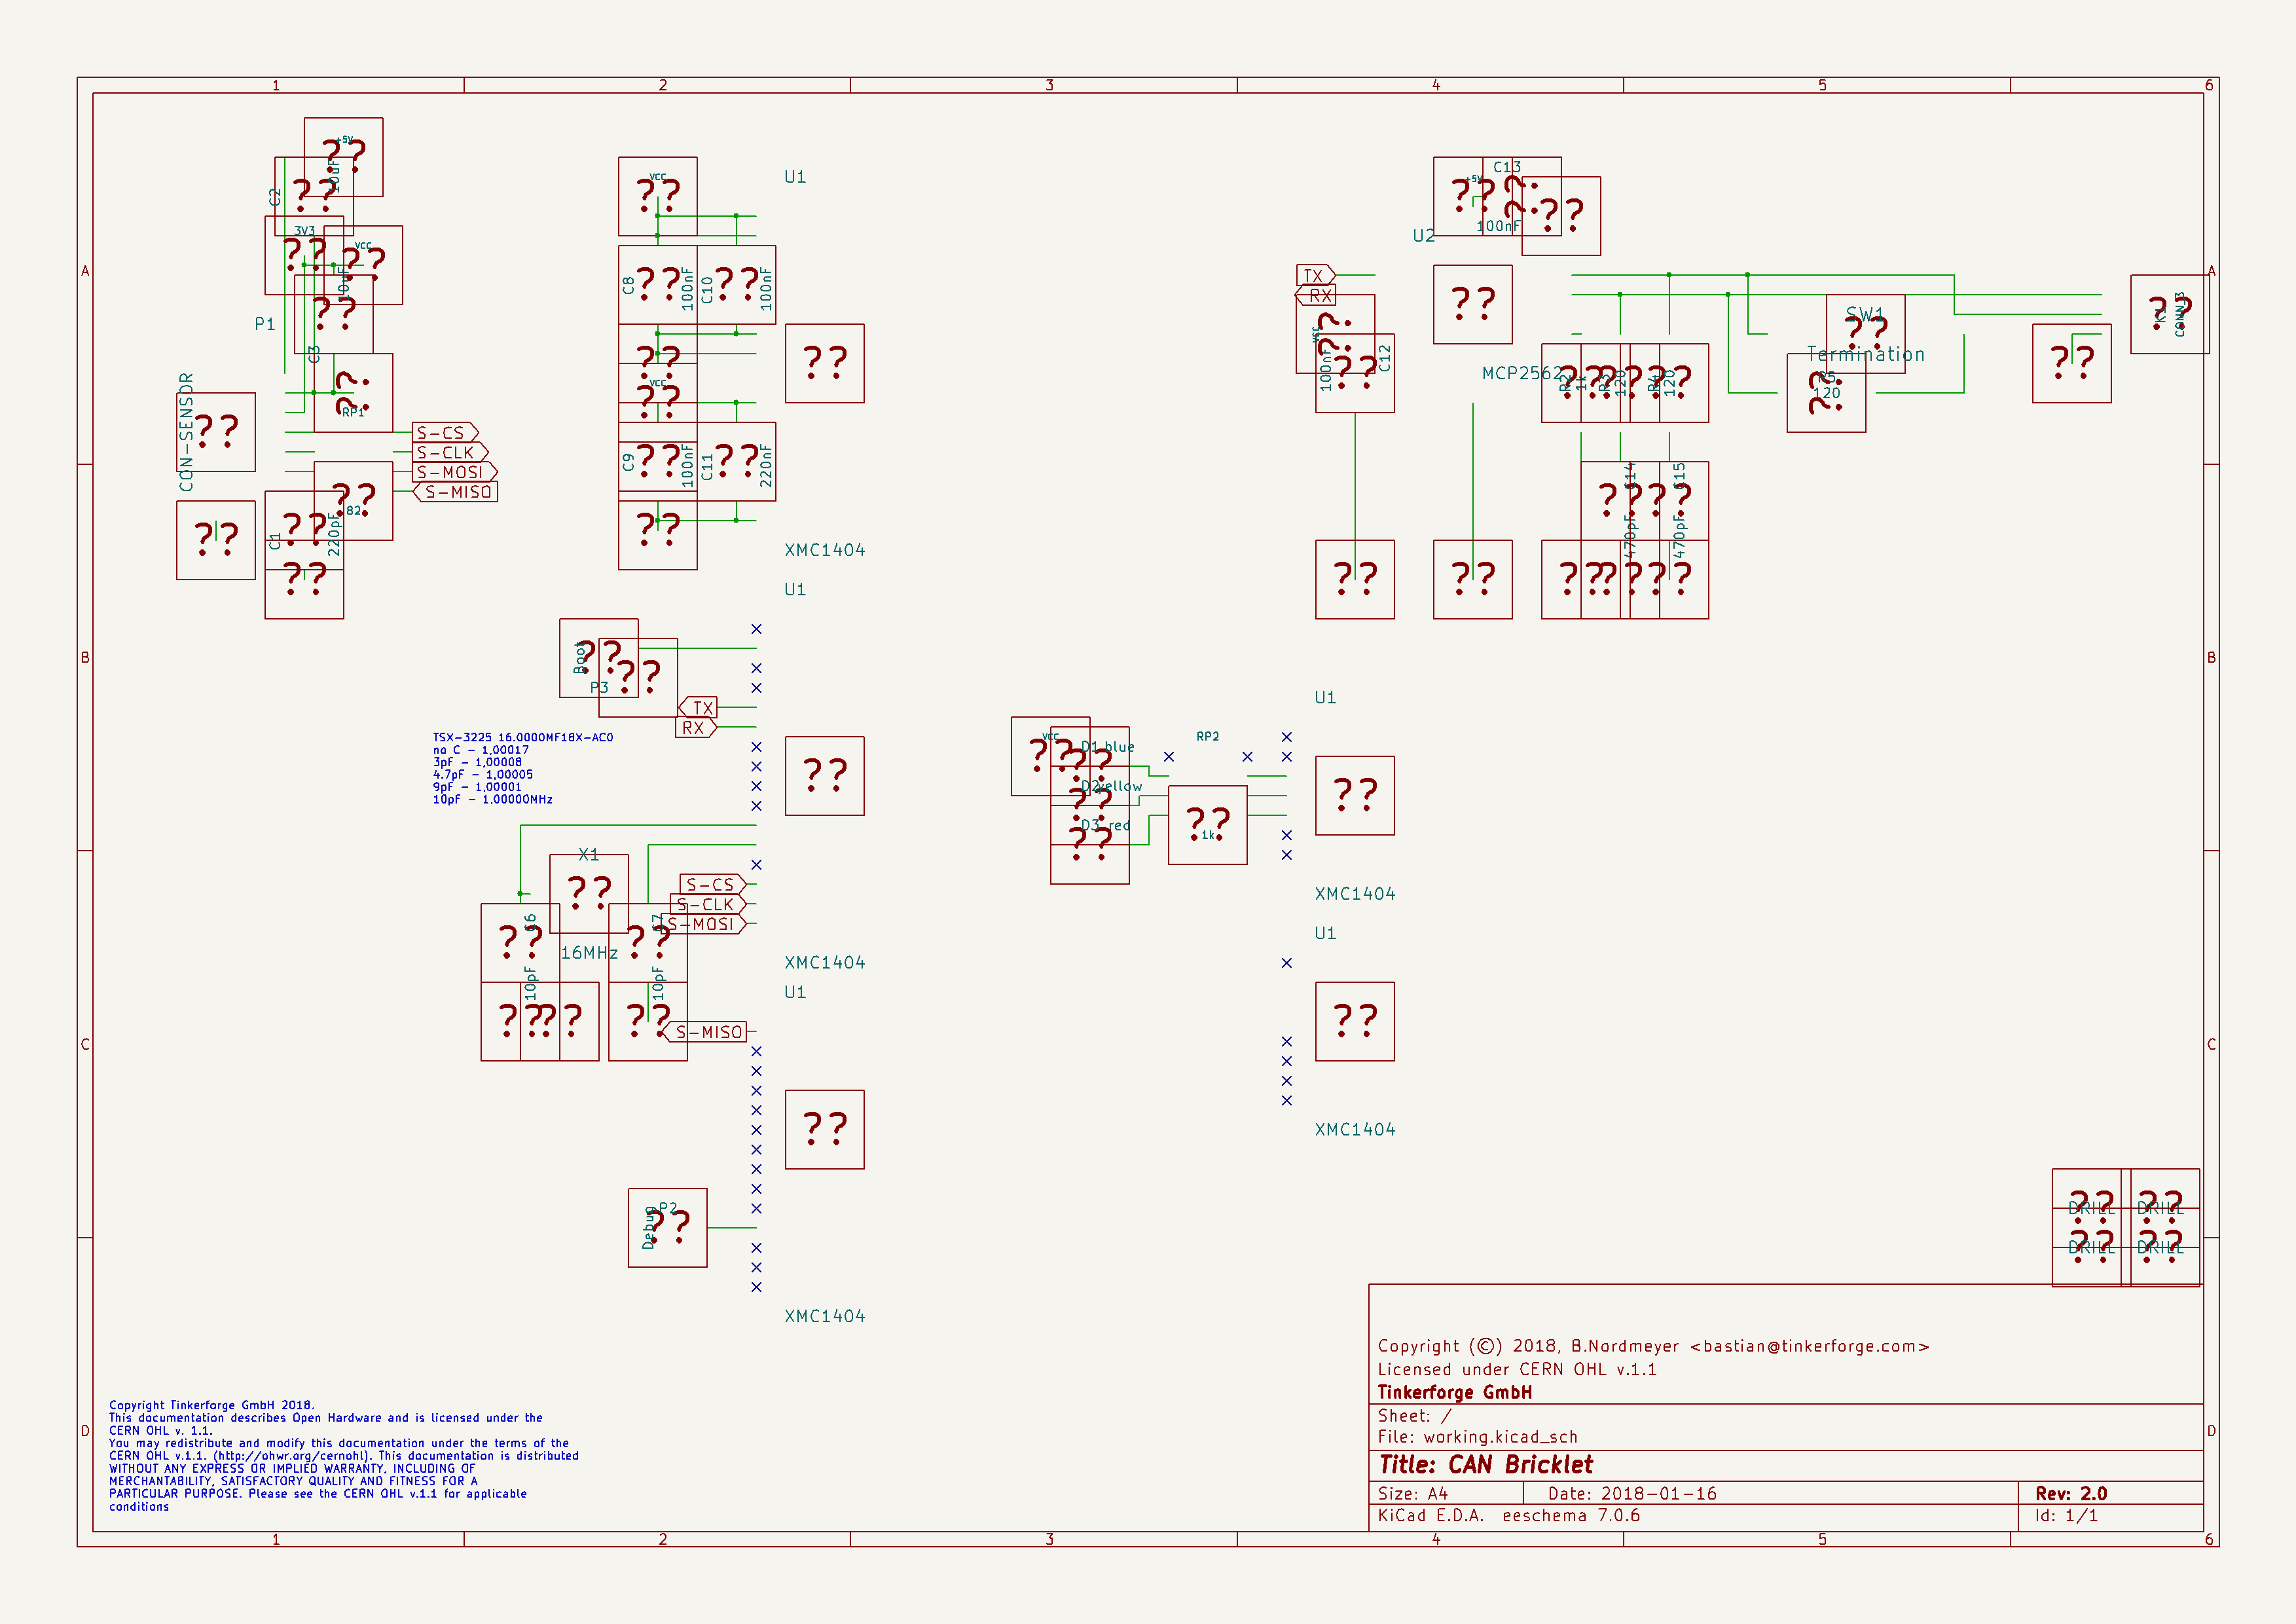 1 2 3 4 5 6
A
B
C
D
+5V
10uF
C2
??
3V3
VCC
10uF
P1
C3
RP1
CON-SENSOR
??
S-CS
S-CLK
S-MOSI
S-MISO
??
82
C1
220pF
??
??
VCC
??
U1
C8
??
100nF
C10
??
100nF
??
VCC
??
C9
??
100nF
C11
??
220nF
??
XMC1404
U1
Boot
??
P3
??
TX
RX
??
TSX-3225 16.0000MF18X-AC0
no C - 1,00017
3pF - 1,00008
4.7pF - 1,00005
9pF - 1,00001
10pF - 1,00000MHz
X1
??
S-CS
S-CLK
S-MOSI
C6
??
C7
??
16MHz
10pF
10pF
XMC1404
U1
??
??
??
S-MISO
??
P2
Debug
??
XMC1404
VCC
??
D1 blue
??
D2 yellow
??
D3 red
??
RP2
??
1k
U1
??
XMC1404
U1
??
XMC1404
+5V
??
C13
??
100nF
??
U2
TX
RX
VCC
??
100nF
??
C12
??
MCP2562
R2
1k
R3
120
R4
120
SW1
??
Termination
R5
120
??
K1
CONN_3
??
??
C14
470pF
C15
470pF
??
??
DRILL
DRILL
DRILL
DRILL
Copyright (©) 2018, B.Nordmeyer <bastian@tinkerforge.com>
Licensed under CERN OHL v.1.1
Tinkerforge GmbH
Sheet: /
File: working.kicad_sch
Title: CAN Bricklet
Size: A4
Date: 2018-01-16
Rev: 2.0
KiCad E.D.A. eeschema 7.0.6
Id: 1/1
Copyright Tinkerforge GmbH 2018.
This documentation describes Open Hardware and is licensed under the
CERN OHL v. 1.1.
You may redistribute and modify this documentation under the terms of the
CERN OHL v.1.1. (http://ohwr.org/cernohl). This documentation is distributed
WITHOUT ANY EXPRESS OR IMPLIED WARRANTY, INCLUDING OF
MERCHANTABILITY, SATISFACTORY QUALITY AND FITNESS FOR A
PARTICULAR PURPOSE. Please see the CERN OHL v.1.1 for applicable
conditions
1 2 3 4 5 6